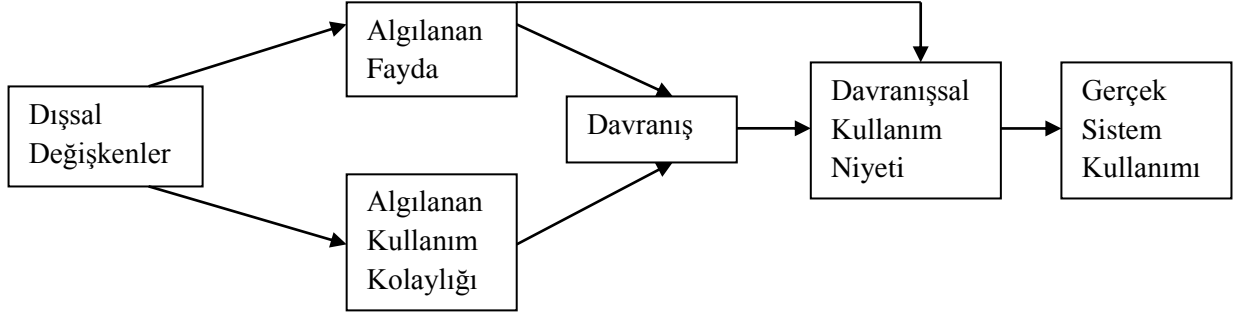 Algılanan
Fayda
Dışsal
Değişkenler
Davranış
Davranışsal
Kullanım
Niyeti
Gerçek
Sistem
Kullanımı
Algılanan
Kullanım
Kolaylığı